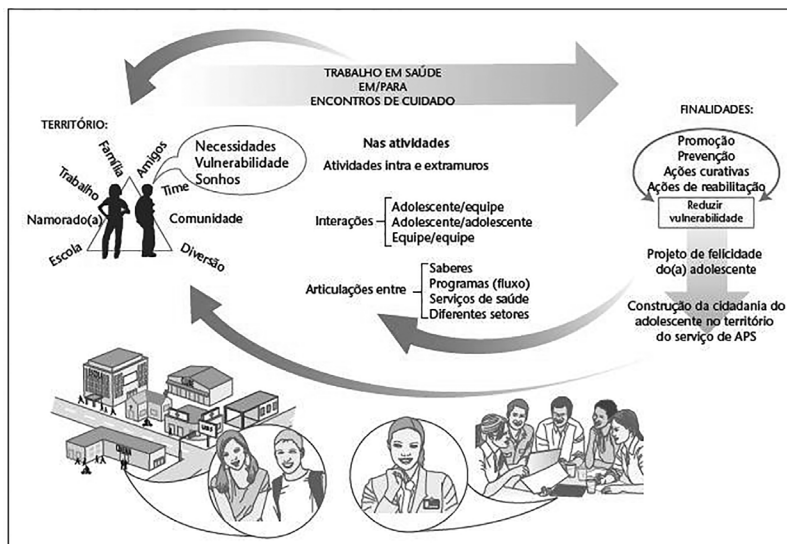 TRABALHO EM SAÚDE
EM/PARA
ENCONTROS DE CUIDADO
TERRITÓRIO:
Família
Amigos
Trabalho
Time
Namorado(a)
Comunidade
Escola
Diversão
Necessidades
Vulnerabilidade
Sonhos
Nas atividades
Atividades intra e extramuros
Interações
Adolescente/equipe
Adolescente/adolescente
Equipe/equipe
Articulações entre
Saberes
Programas (fluxo)
Serviços de saúde
Diferentes setores
FINALIDADES:
Promoção
Prevenção
Ações curativas
Ações de reabilitação
Reduzir
vulnerabilidade
Projeto de felicidade
do(a) adolescente
Construção da cidadania do
adolescente no território
do serviço de APS